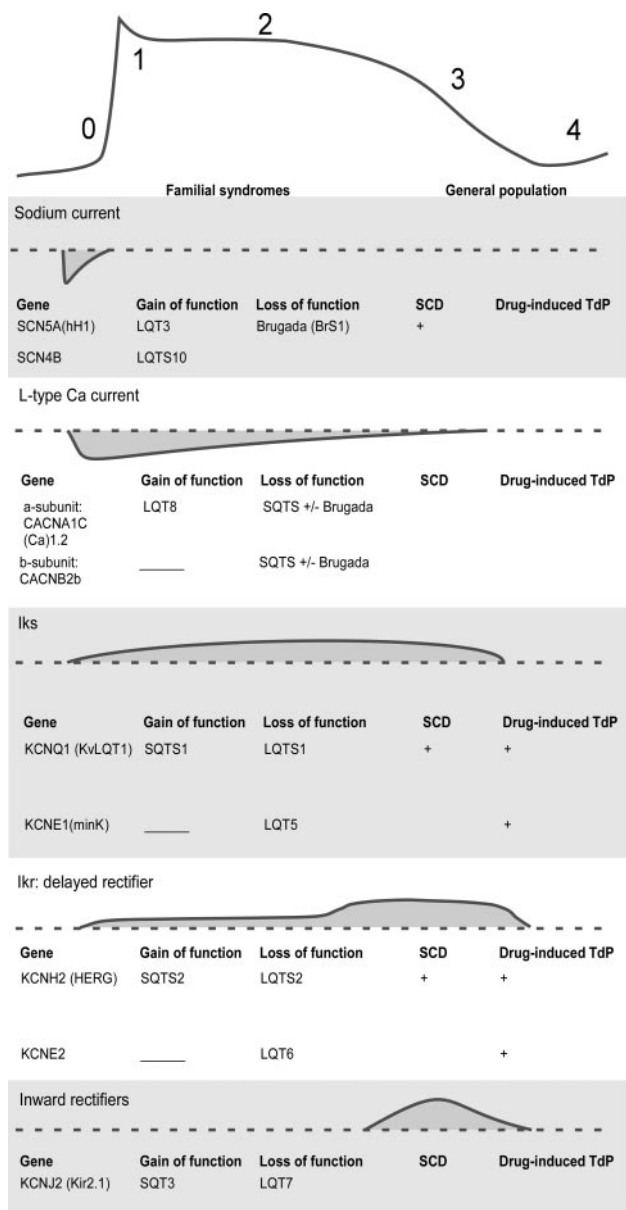 0
1
2
3
4
Familial syndromes General population
Sodium current
Gene Gain of function Loss of function SCD Drug-induced TdP
SCN5A(hH1) LQT3 Brugada (BrS1) +
SCN4B LQTS10
L-type Ca current
Gene Gain of function Loss of function SCD Drug-induced TdP
a-subunit: LQT8 SQTS +/- Brugada
CACNA1C
(Ca)1.2
b-subunit: SQTS +/- Brugada
CACNB2b
Iks
Gene Gain of function Loss of function SCD Drug-induced TdP
KCNQ1 (KvLQT1) SQTS1 LQTS1 + +
KCNE1(minK) LQT5 +
Ikr: delayed rectifier
Gene Gain of function Loss of function SCD Drug-induced TdP
KCNH2 (HERG) SQTS2 LQTS2 + +
KCNE2 LQT6 +
Inward rectifiers
Gene Gain of function Loss of function SCD Drug-induced TdP
KCNJ2 (Kir2.1) SQT3 LQT7